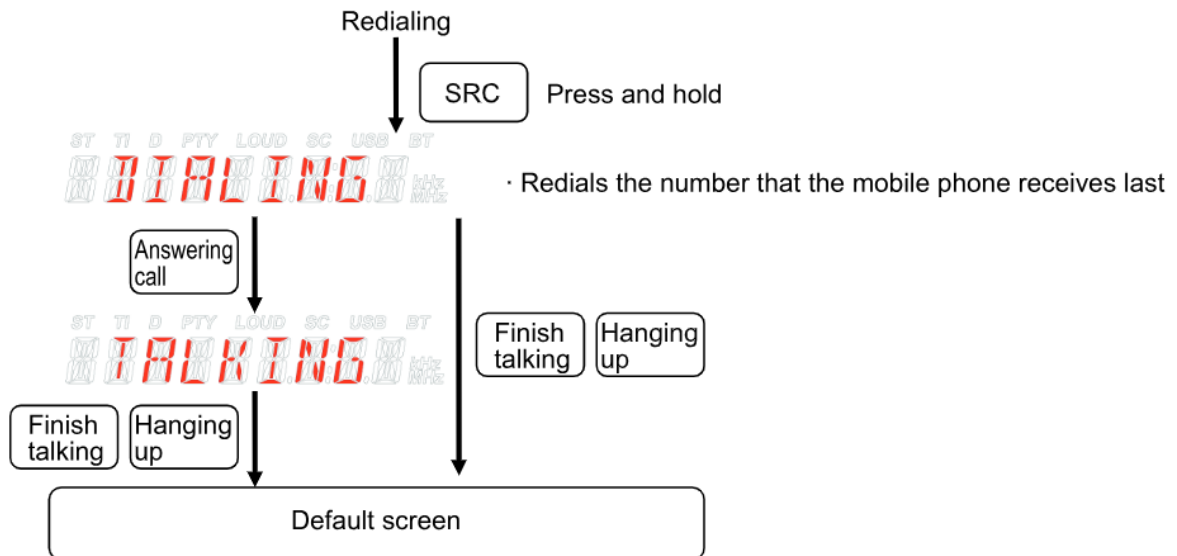 Redialing
SRC
Press and hold
ST TI D PTY LOUD SC USB BT
DIALING
kHz
MHz
· Redials the number that the mobile phone receives last
Answering
call
ST TI D PTY LOUD SC USB BT
TALKING
kHz
MHz
Finish
talking
Hanging
up
Finish
talking
Hanging
up
Default screen